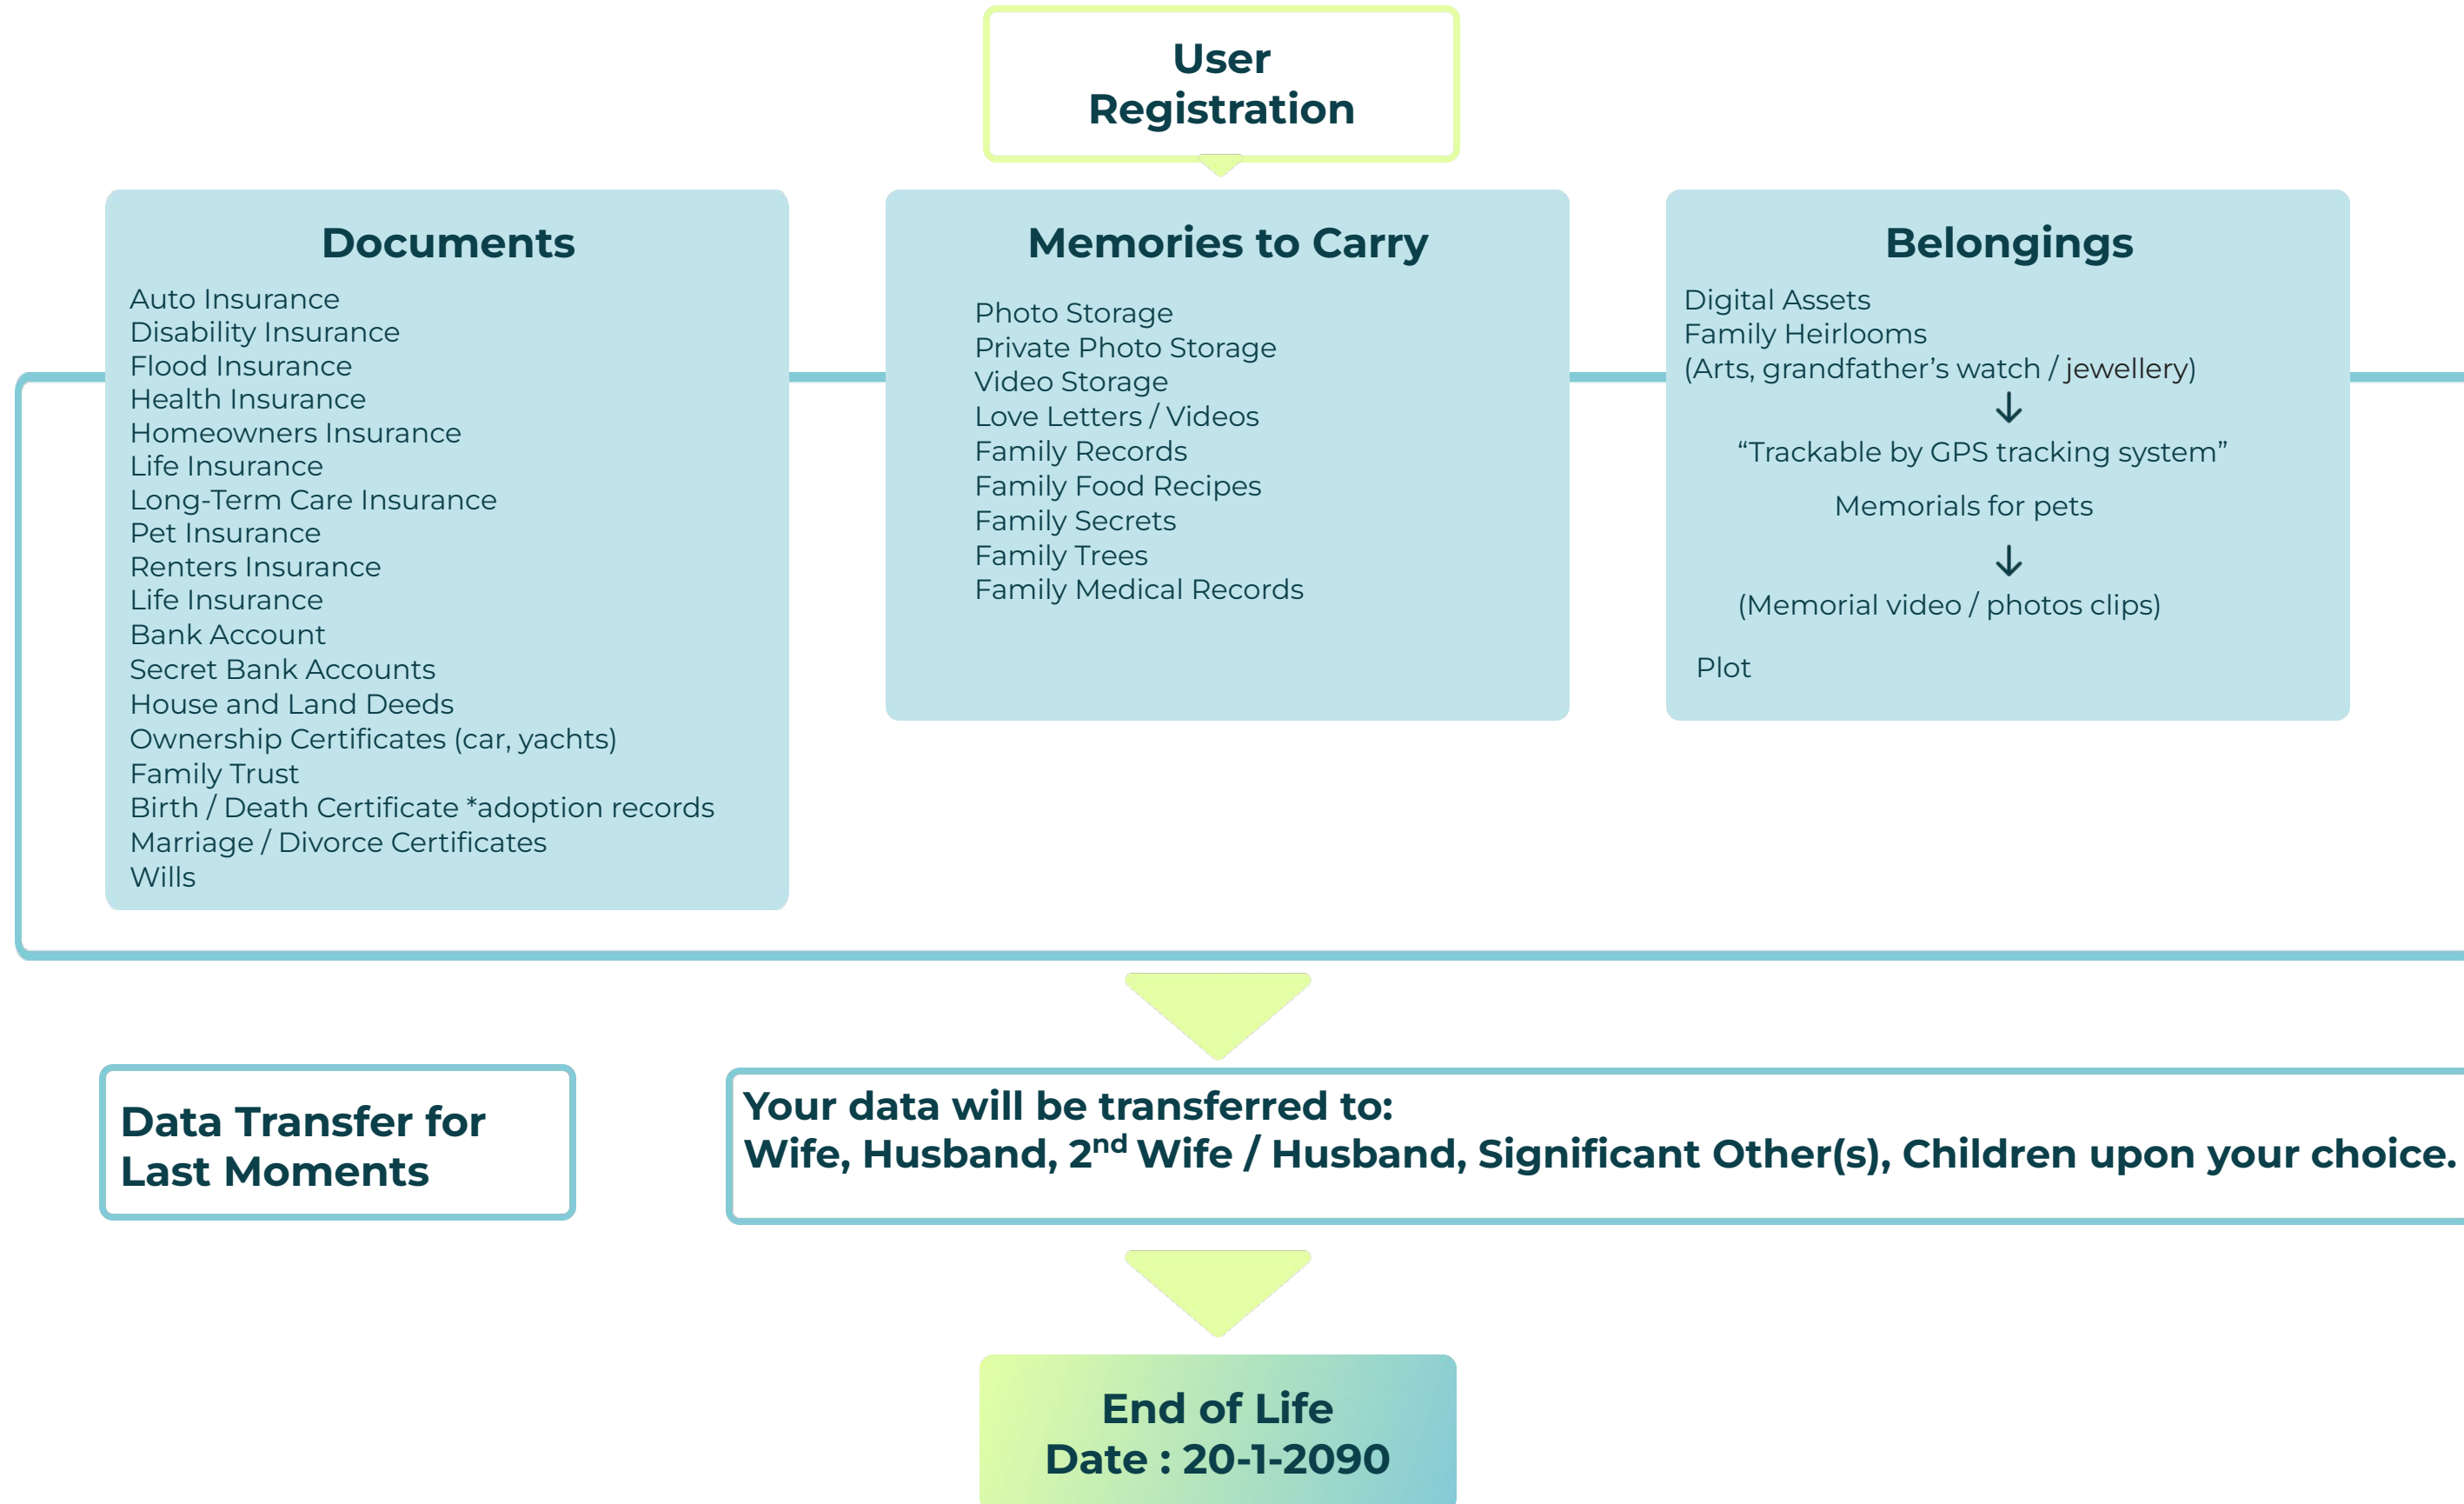 User
Registration
Documents
Auto Insurance
Disability Insurance
Flood Insurance
Health Insurance
Homeowners Insurance
Life Insurance
Long-Term Care Insurance
Pet Insurance
Renters Insurance
Life Insurance
Bank Account
Secret Bank Accounts
House and Land Deeds
Ownership Certificates (car, yachts)
Family Trust
Birth / Death Certificate *adoption records
Marriage / Divorce Certificates
Wills
Memories to Carry
Photo Storage
Private Photo Storage
Video Storage
Love Letters / Videos
Family Records
Family Food Recipes
Family Secrets
Family Trees
Family Medical Records
Belongings
Digital Assets
Family Heirlooms
(Arts, grandfather’s watch / jewellery)
“Trackable by GPS tracking system”
Memorials for pets
(Memorial video / photos clips)
Plot
Data Transfer for
Last Moments
Your data will be transferred to:
Wife, Husband, 2nd Wife / Husband, Significant Other(s), Children upon your choice.
End of Life
Date : 20-1-2090